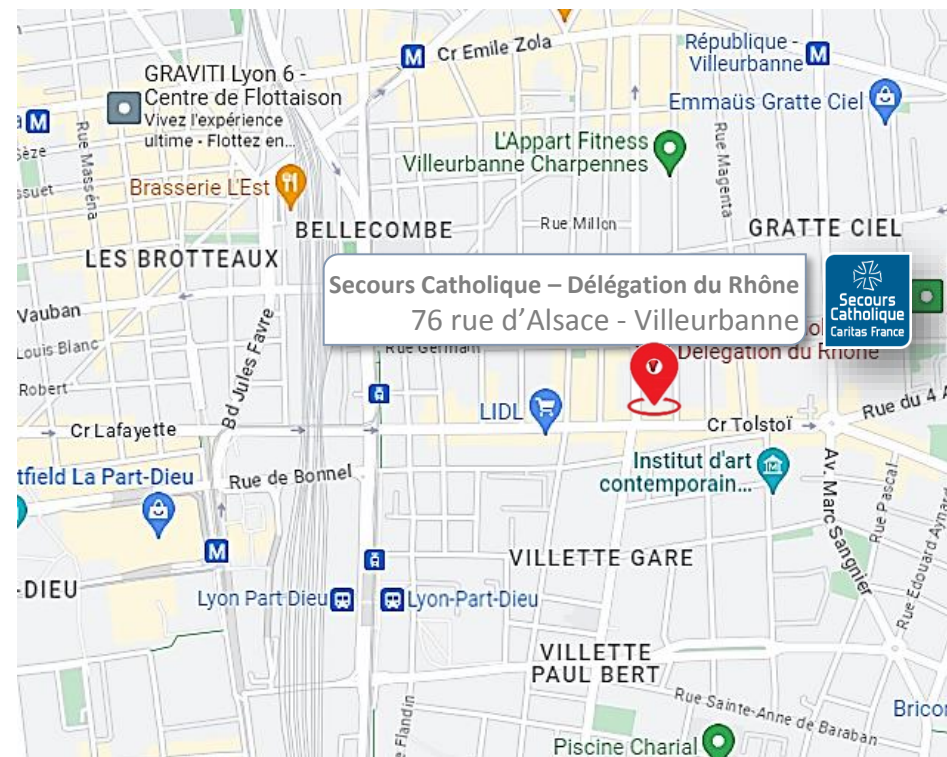 M
Cr Emile Zola
République -
Villeurbanne
M
GRAVITI Lyon 6 -
Centre de Flottaison
Vivez l'expérience
ultime - Flottez en...
Emmaüs Gratte Ciel
M
Rue Masséna
L'Appart Fitness
Villeurbanne Charpennes
Rue Magenta
Brasserie L'Est
BELLECOMBE
Rue Millon
GRATTE CIEL
LES BROTTEAUX
Secours Catholique – Délégation du Rhône
76 rue d'Alsace - Villeurbanne
Secours
Catholique
Caritas France
Vauban
Louis Blanc
Bd Jules Favre
Rue Germain
Délégation du Rhône
Robert
LIDL
Cr Lafayette
Cr Tolstoï
Rue du 4 A
tfield La Part-Dieu
Rue de Bonnel
Institut d'art
contemporain...
Av. Marc Sangnier
Rue Pascal
Rue Edouard Aynard
M
VILLETTE GARE
-DIEU
Lyon Part Dieu
Lyon-Part-Dieu
VILLETTE
PAUL BERT
Rue Sainte-Anne de Baraban
Bricor
e Flandin
Piscine Charial